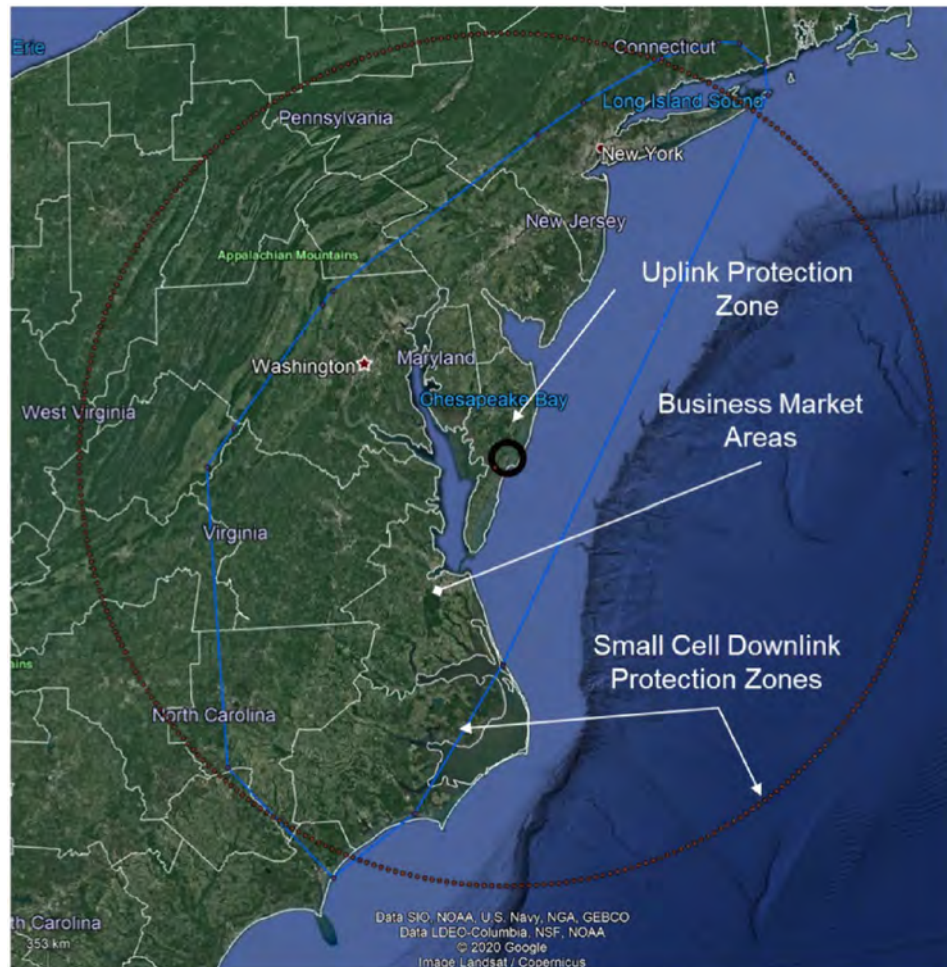 Erie
Connecticut
Long Island Sound
Pennsylvania
New York
New Jersey
Appalachian Mountains
Uplink Protection
Zone
Washington
Maryland
Chesapeake Bay
West Virginia
Business Market
Areas
Virginia
Small Cell Downlink
Protection Zones
ains
North Carolina
th Carolina
353 km
Data SIO, NOAA, U.S. Navy, NGA, GEBCO
Data LDEO-Columbia, NSF, NOAA
© 2020 Google
Image Landsat / Copernicus